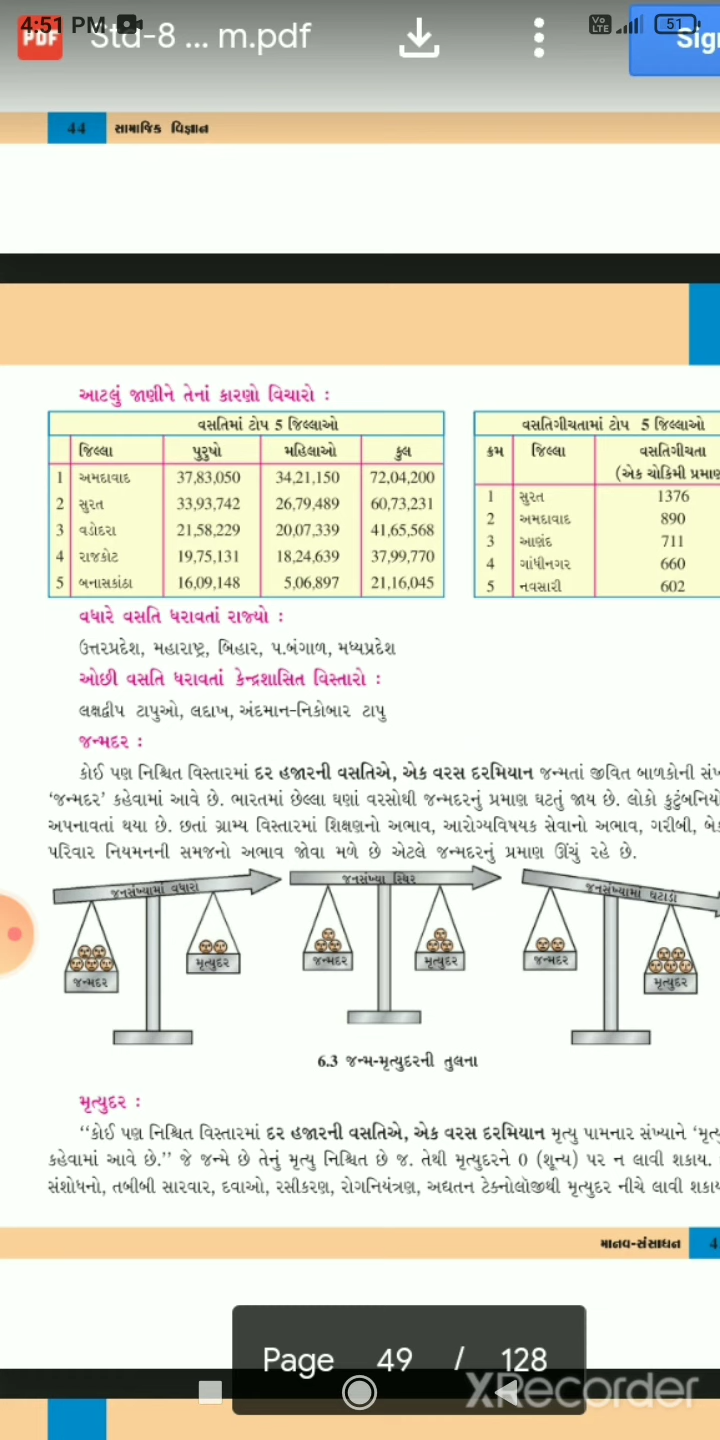 4:51 PM
Vo LTE
51
PDF
Std-8 ... m.pdf
44 સામાજિક વિજ્ઞાન
આટલું જાણીને તેનાં કારણો વિચારો :
વસતિમાં ટોપ 5 જિલ્લાઓ
જિલ્લા પુરુષો મહિલાઓ કુલ
1 અમદાવાદ 37,83,050 34,21,150 72,04,200
2 સુરત 33,93,742 26,79,489 60,73,231
3 વડોદરા 21,58,229 20,07,339 41,65,568
4 રાજકોટ 19,75,131 18,24,639 37,99,770
5 બનાસકાંઠા 16,09,148 5,06,897 21,16,045
વસતિગીચતામાં ટોપ 5 જિલ્લાઓ
ક્રમ જિલ્લા વસતિગીચતા
(એક ચોકિમી
1 સુરત 1376
2 અમદાવાદ 890
3 આણંદ 711
4 ગાંધીનગર 660
5 નવસારી 602
વધારે વસતિ ધરાવતાં રાજ્યો :
ઉત્તરપ્રદેશ, મહારાષ્ટ્ર, બિહાર, પ.બંગાળ, મધ્યપ્રદેશ
ઓછી વસતિ ધરાવતાં કેન્દ્રશાસિત વિસ્તારો :
લક્ષદ્વીપ ટાપુઓ, લદાખ, અંદમાન-નિકોબાર ટાપુ
જન્મદર :
કોઈ પણ નિશ્ચિત વિસ્તારમાં દર હજારની વસતિએ, એક વરસ દરમિયાન જન્મતાં જીવિત બાળકોની
‘જન્મદર’ કહેવામાં આવે છે. ભારતમાં છેલ્લા ઘણાં વરસોથી જન્મદરનું પ્રમાણ ઘટતું જાય છે. લોકો
અપનાવતાં થયા છે. છતાં ગ્રામ્ય વિસ્તારમાં શિક્ષણનો અભાવ, આરોગ્યવિષયક સેવાનો અભાવ, ગરીબી,
પરિવાર નિયમનની સમજનો અભાવ જોવા મળે છે એટલે જન્મદરનું પ્રમાણ ઊંચું રહે છે.
જનસંખ્યામાં વધારો
જન્મદર
મૃત્યુદર
જનસંખ્યા સ્થિર
જન્મદર
મૃત્યુદર
જનસંખ્યામાં ઘટાડો
જન્મદર
મૃત્યુદર
6.3 જન્મ-મૃત્યુદરની તુલના
મૃત્યુદર :
‘‘કોઈ પણ નિશ્ચિત વિસ્તારમાં દર હજારની વસતિએ, એક વરસ દરમિયાન મૃત્યુ પામનાર સંખ્યાને
કહેવામાં આવે છે.’’ જે જન્મે છે તેનું મૃત્યુ નિશ્ચિત છે જ. તેથી મૃત્યુદરને 0 (શૂન્ય) પર ન લાવી શકાય.
સંશોધનો, તબીબી સારવાર, દવાઓ, રસીકરણ, રોગનિયંત્રણ, અદ્યતન ટેક્નોલૉજીથી મૃત્યુદર નીચે લાવી
માનવ-સંસાધન
Page 49 / 128
XRecorder